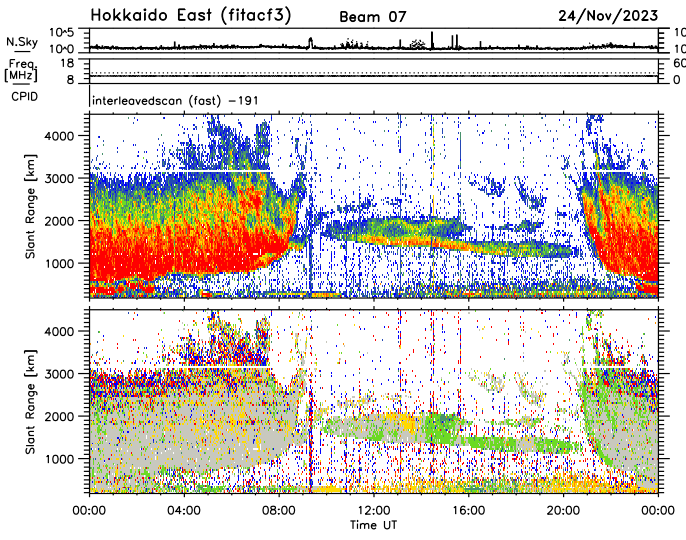 Hokkaido East (fitacf3) Beam 07 24/Nov/2023
N.Sky 10^5 10^0 10 10
Freq. [MHz] 18 8 60 0
CPID interleavedscan (fast) -191
Slant Range [km] 4000 3000 2000 1000
Slant Range [km] 4000 3000 2000 1000
00:00 04:00 08:00 12:00 16:00 20:00 00:00
Time UT